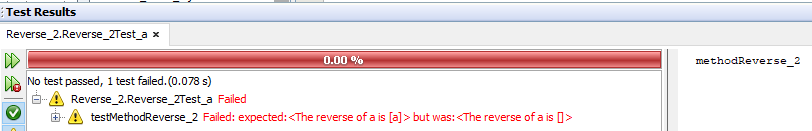 Test Results
Reverse_2.Reverse_2Test_a ×
0.00 %
methodReverse_2
No test passed, 1 test failed.(0.078 s)
Reverse_2.Reverse_2Test_a Failed
testMethodReverse_2 Failed: expected:<The reverse of a is [a]> but was:<The reverse of a is []>